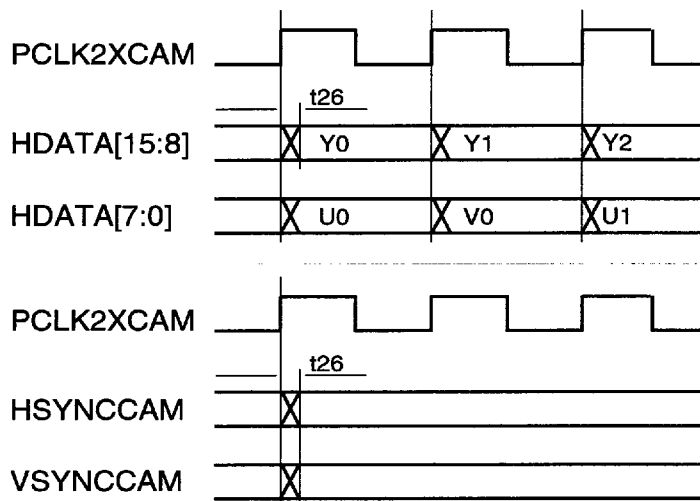 PCLK2XCAM
t26
HDATA[15:8] Y0 Y1 Y2
HDATA[7:0] U0 V0 U1
PCLK2XCAM
t26
HSYNCCAM
VSYNCCAM